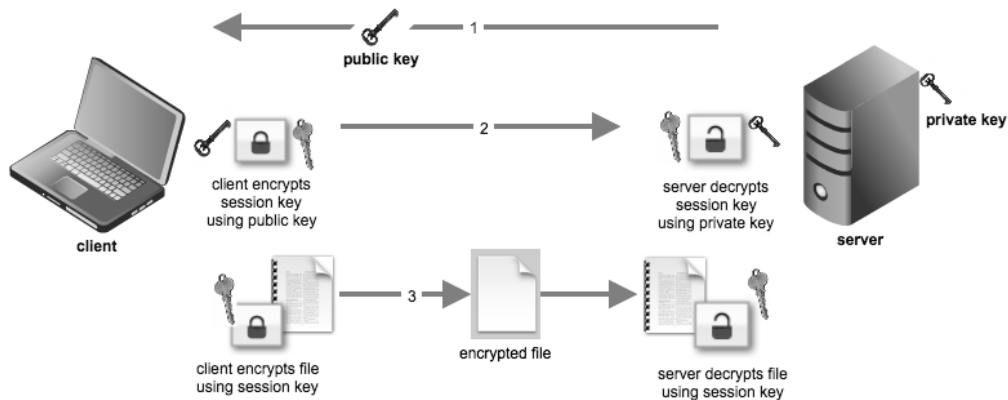 1
public key
2
private key
client encrypts
session key
using public key
server decrypts
session key
using private key
client
server
3
encrypted file
client encrypts file
using session key
server decrypts file
using session key